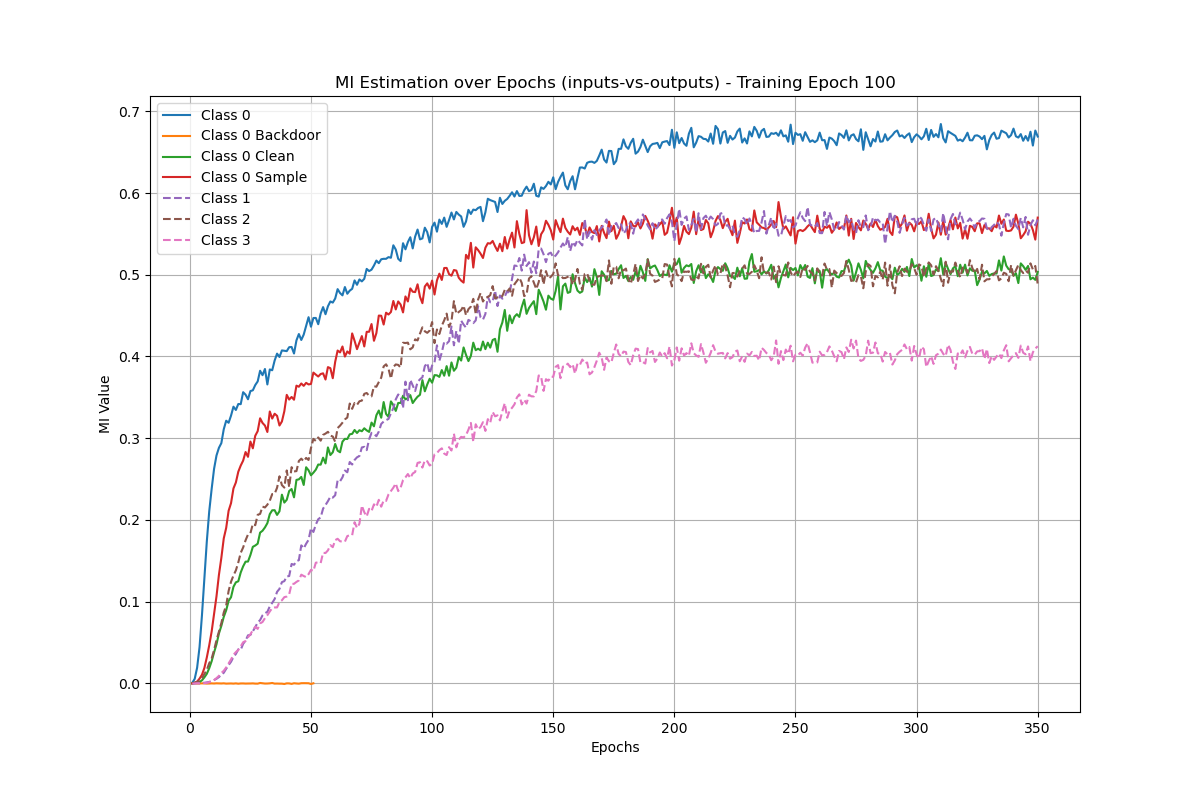 MI Estimation over Epochs (inputs-vs-outputs) - Training Epoch 100
Class 0
Class 0 Backdoor
Class 0 Clean
Class 0 Sample
Class 1
Class 2
Class 3
MI Value
0.7
0.6
0.5
0.4
0.3
0.2
0.1
0.0
0 50 100 150 200 250 300 350
Epochs